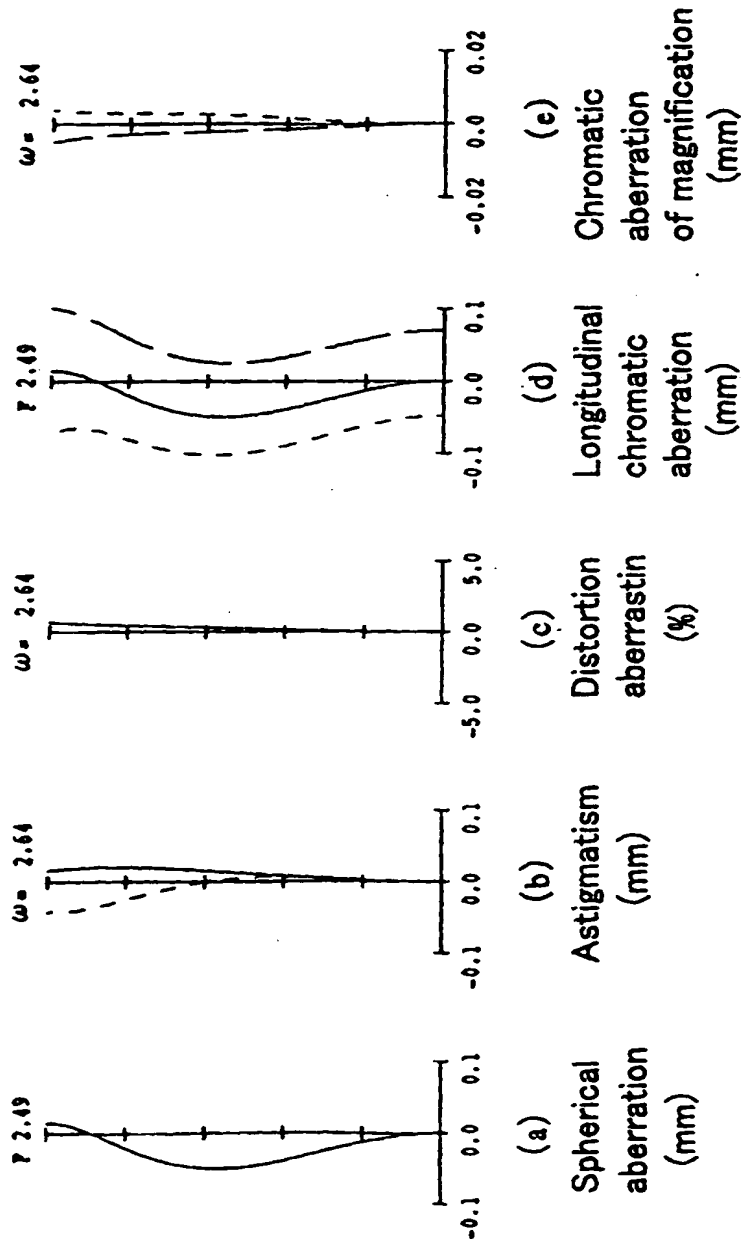 F 2.49
-0.1 0.0 0.1
(a)
Spherical
aberration
(mm)
ω= 2.64
-0.1 0.0 0.1
(b)
Astigmatism
(mm)
ω= 2.64
-5.0 0.0 5.0
(c)
Distortion
aberrastin
(%)
F 2.49
-0.1 0.0 0.1
(d)
Longitudinal
chromatic
aberration
(mm)
ω= 2.64
-0.02 0.0 0.02
(e)
Chromatic
aberration
of magnification
(mm)